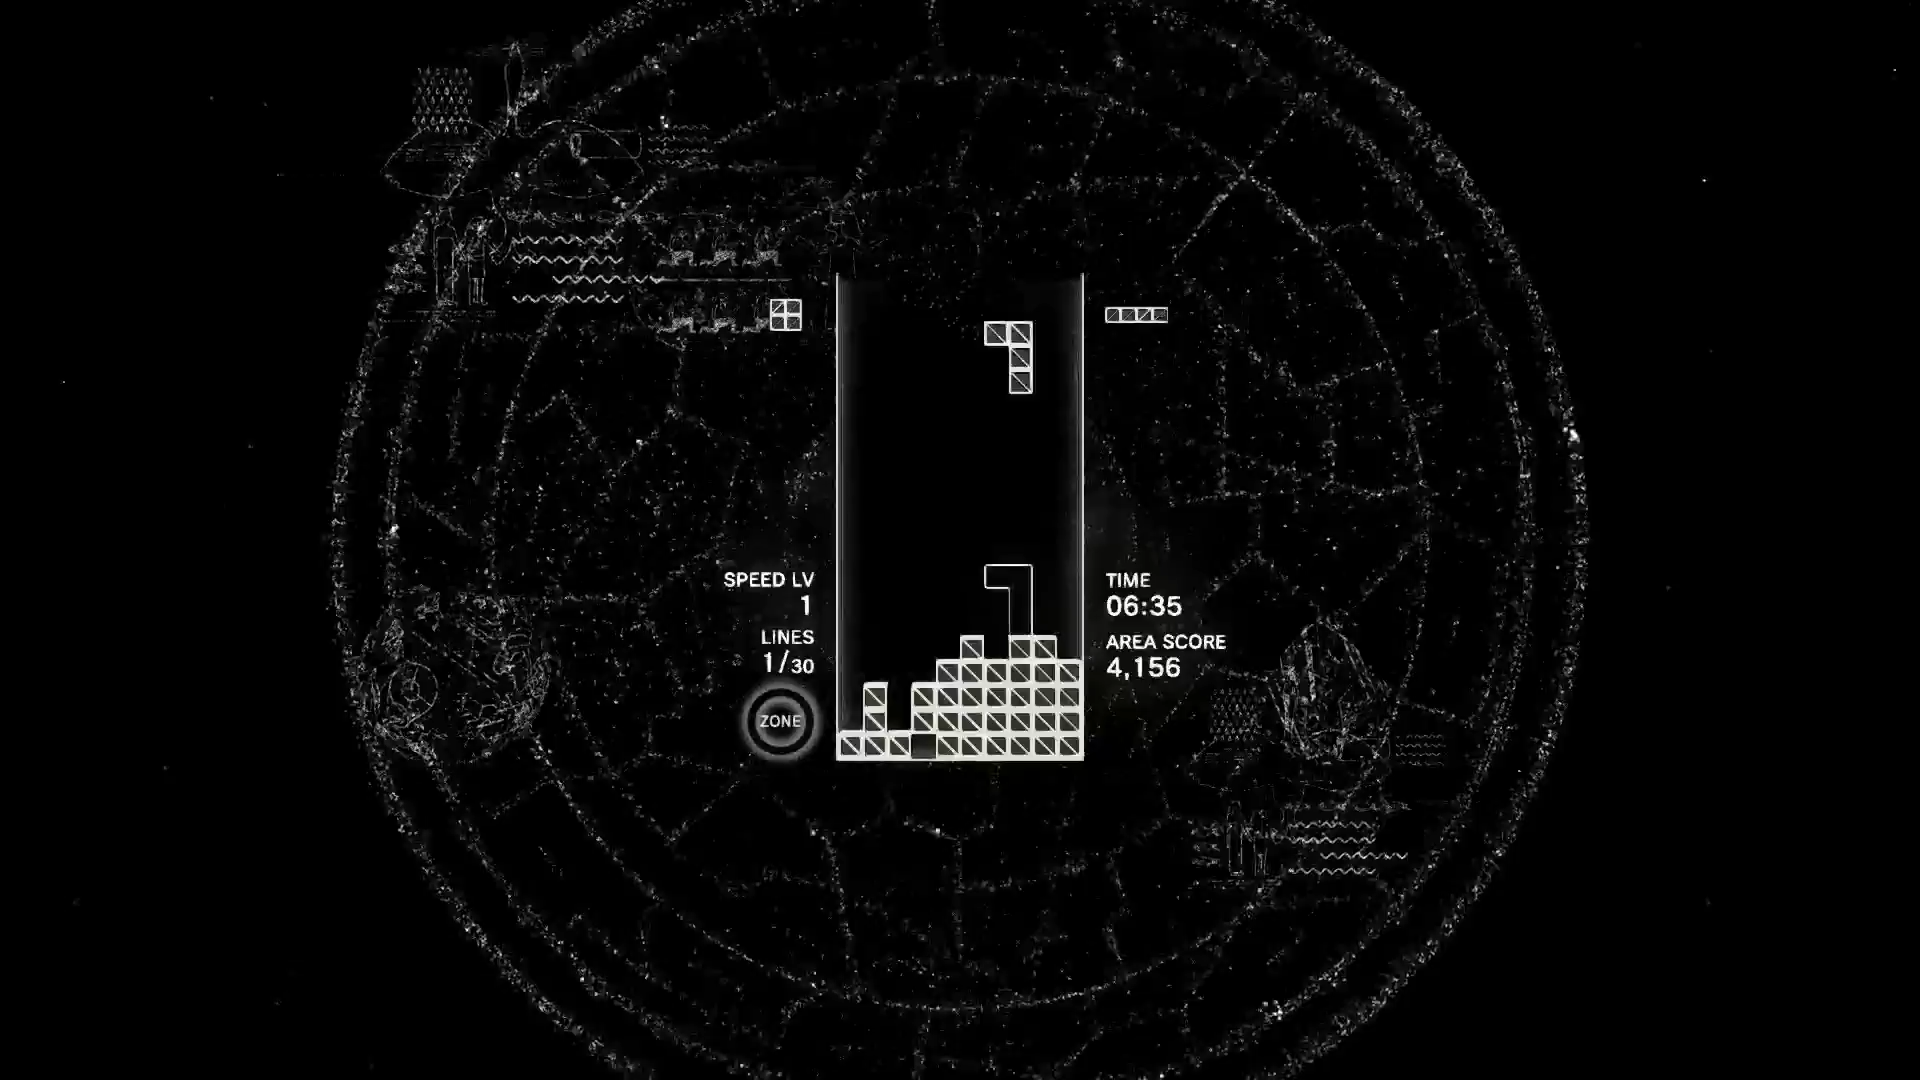 SPEED LV
1
LINES
1/30
ZONE
TIME
06:35
AREA SCORE
4,156